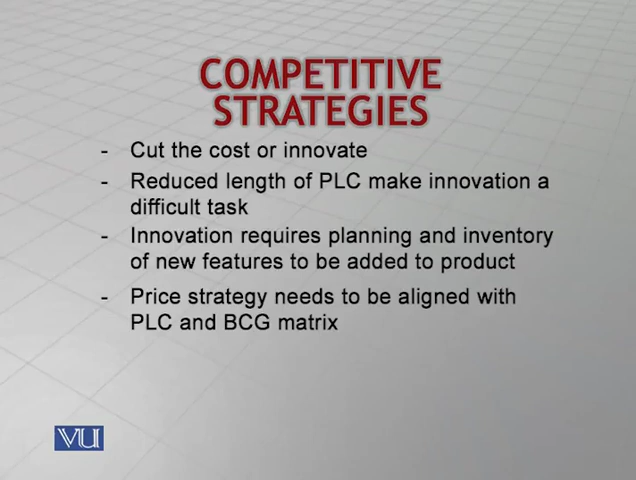 COMPETITIVE
STRATEGIES
- Cut the cost or innovate
- Reduced length of PLC make innovation a
difficult task
- Innovation requires planning and inventory
of new features to be added to product
- Price strategy needs to be aligned with
PLC and BCG matrix
VU